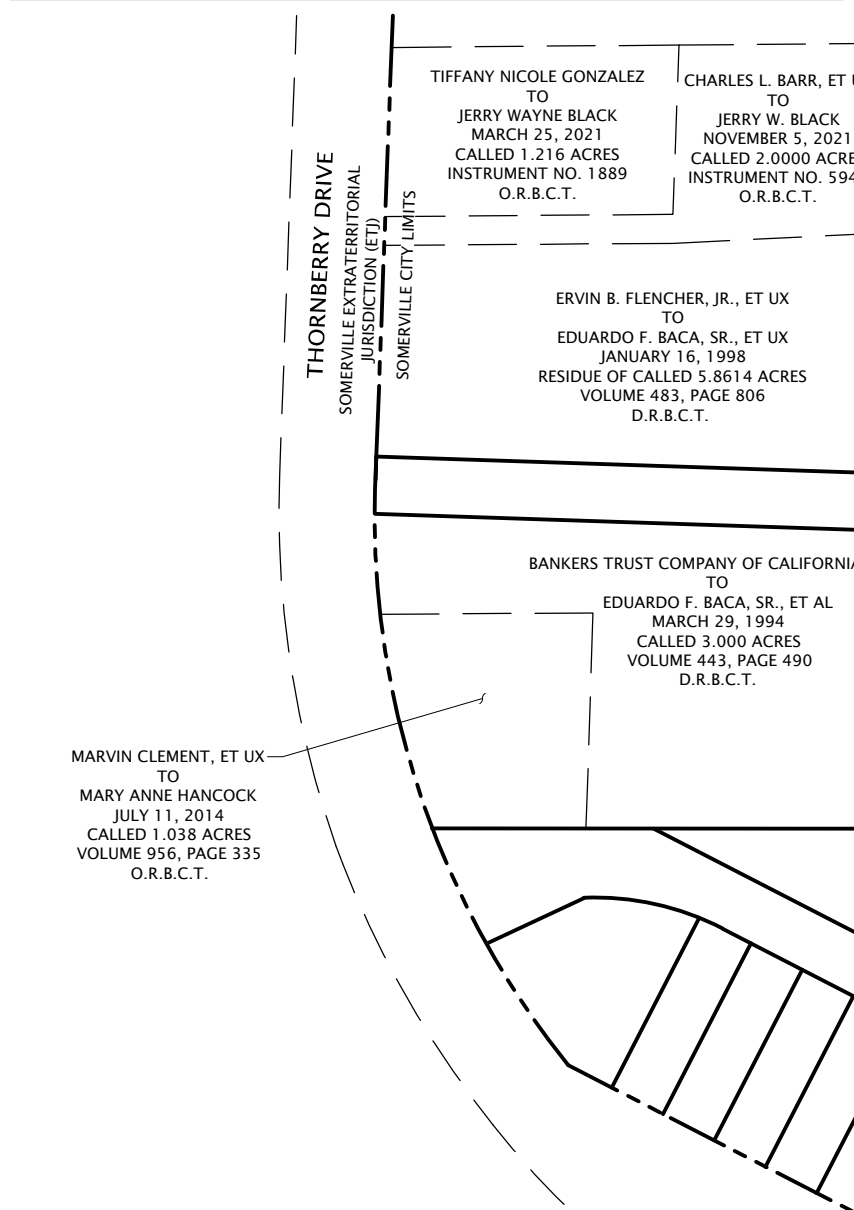 TIFFANY NICOLE GONZALEZ
TO
JERRY WAYNE BLACK
MARCH 25, 2021
CALLED 1.216 ACRES
INSTRUMENT NO. 1889
O.R.B.C.T.
CHARLES L. BARR, ET
TO
JERRY W. BLACK
NOVEMBER 5, 2021
CALLED 2.0000 ACRE
INSTRUMENT NO. 594
O.R.B.C.T.
THORNBERRY DRIVE
SOMERVILLE EXTRATERRITORIAL
JURISDICTION (ETJ)
SOMERVILLE CITY LIMITS
ERVIN B. FLENCHER, JR., ET UX
TO
EDUARDO F. BACA, SR., ET UX
JANUARY 16, 1998
RESIDUE OF CALLED 5.8614 ACRES
VOLUME 483, PAGE 806
D.R.B.C.T.
BANKERS TRUST COMPANY OF CALIFORNIA
TO
EDUARDO F. BACA, SR., ET AL
MARCH 29, 1994
CALLED 3.000 ACRES
VOLUME 443, PAGE 490
D.R.B.C.T.
MARVIN CLEMENT, ET UX
TO
MARY ANNE HANCOCK
JULY 11, 2014
CALLED 1.038 ACRES
VOLUME 956, PAGE 335
O.R.B.C.T.